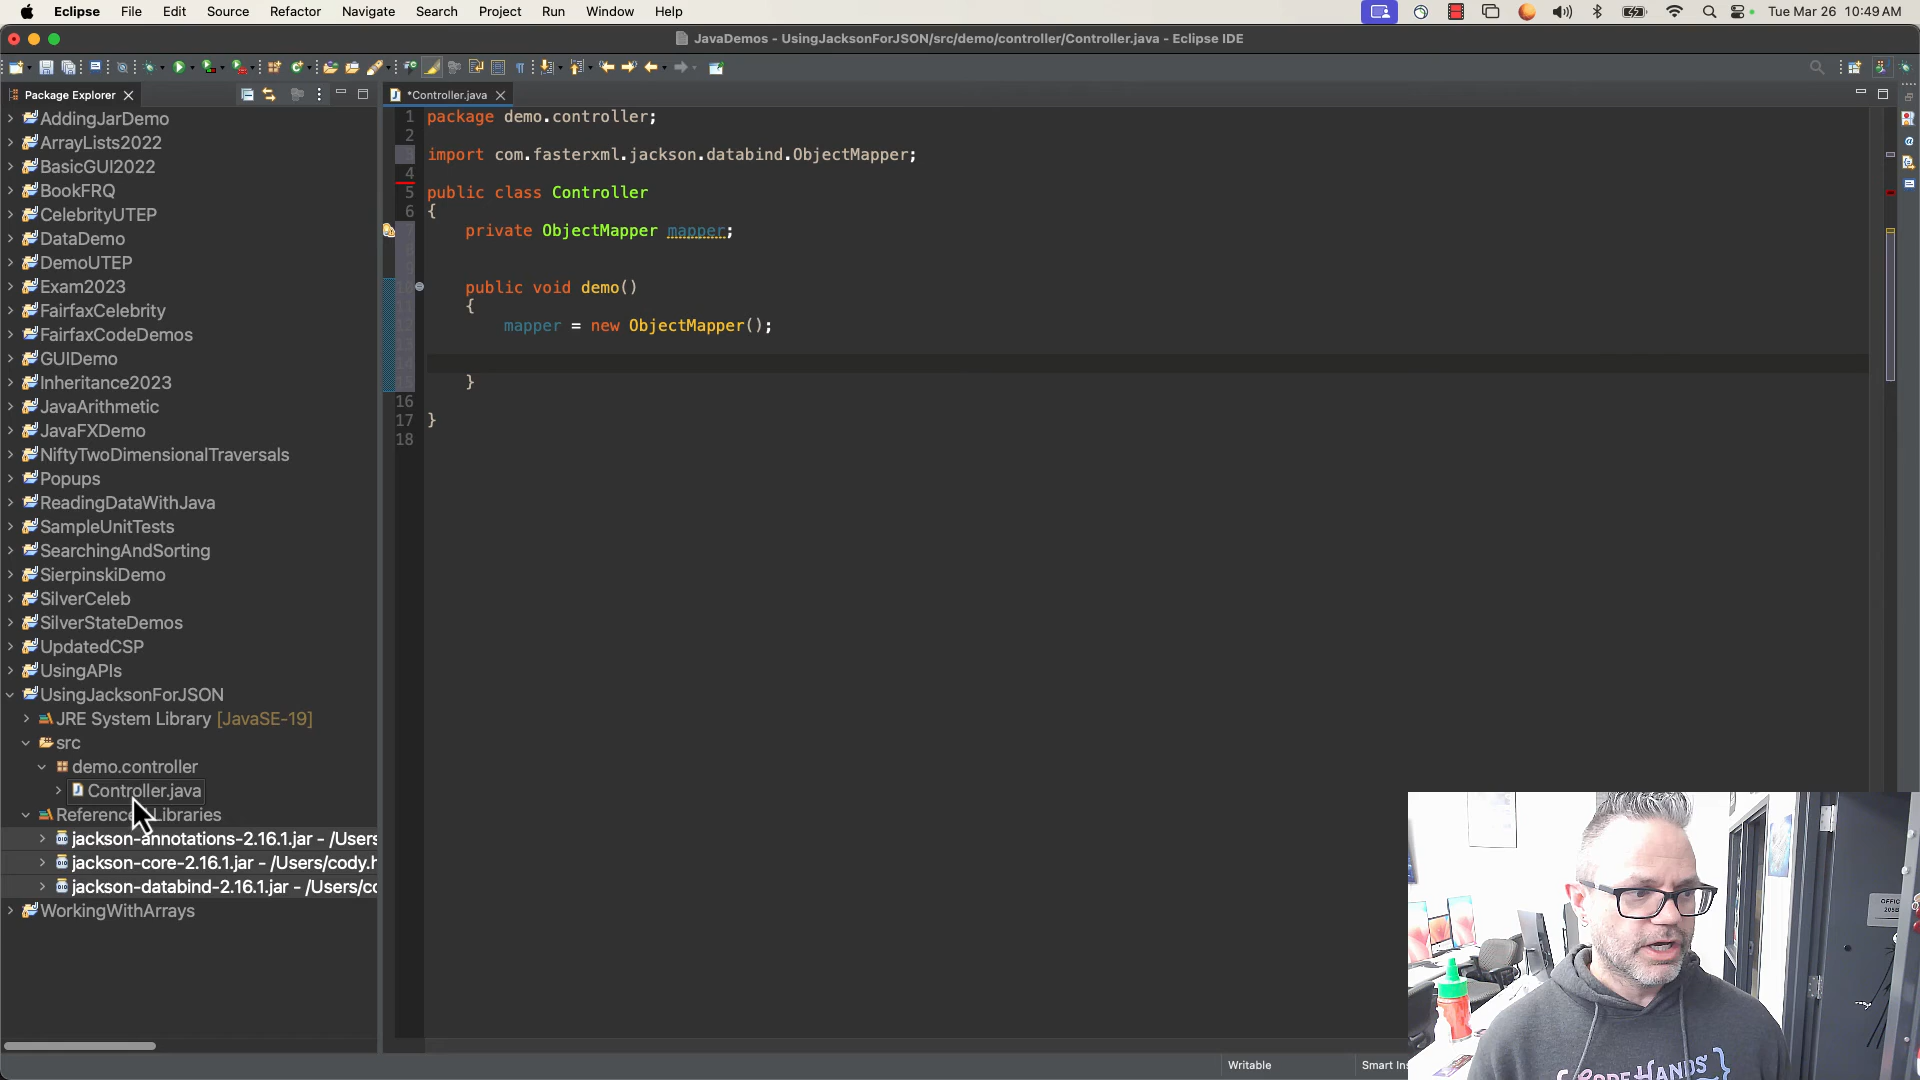 Eclipse File Edit Source Refactor Navigate Search Project Run Window Help Tue Mar 26 10:49 AM
JavaDemos - UsingJacksonForJSON/src/demo/controller/Controller.java - Eclipse IDE
Package Explorer
*Controller.java
AddingJarDemo
ArrayLists2022
BasicGUI2022
BookFRQ
CelebrityUTEP
DataDemo
DemoUTEP
Exam2023
FairfaxCelebrity
FairfaxCodeDemos
GUIDemo
Inheritance2023
JavaArithmetic
JavaFXDemo
NiftyTwoDimensionalTraversals
Popups
ReadingDataWithJava
SampleUnitTests
SearchingAndSorting
SierpinskiDemo
SilverCeleb
SilverStateDemos
UpdatedCSP
UsingAPIs
UsingJacksonForJSON
JRE System Library [JavaSE-19]
src
demo.controller
Controller.java
Libraries
jackson-annotations-2.16.1.jar - /Users
jackson-core-2.16.1.jar - /Users/cody.h
jackson-databind-2.16.1.jar - /Users/co
WorkingWithArrays
1 package demo.controller;
2
import com.fasterxml.jackson.databind.ObjectMapper;
4
5 public class Controller
6 {
private ObjectMapper mapper;
public void demo()
{
mapper = new ObjectMapper();
}
16
17 }
18
Writable
Smart Ins
OFFIC